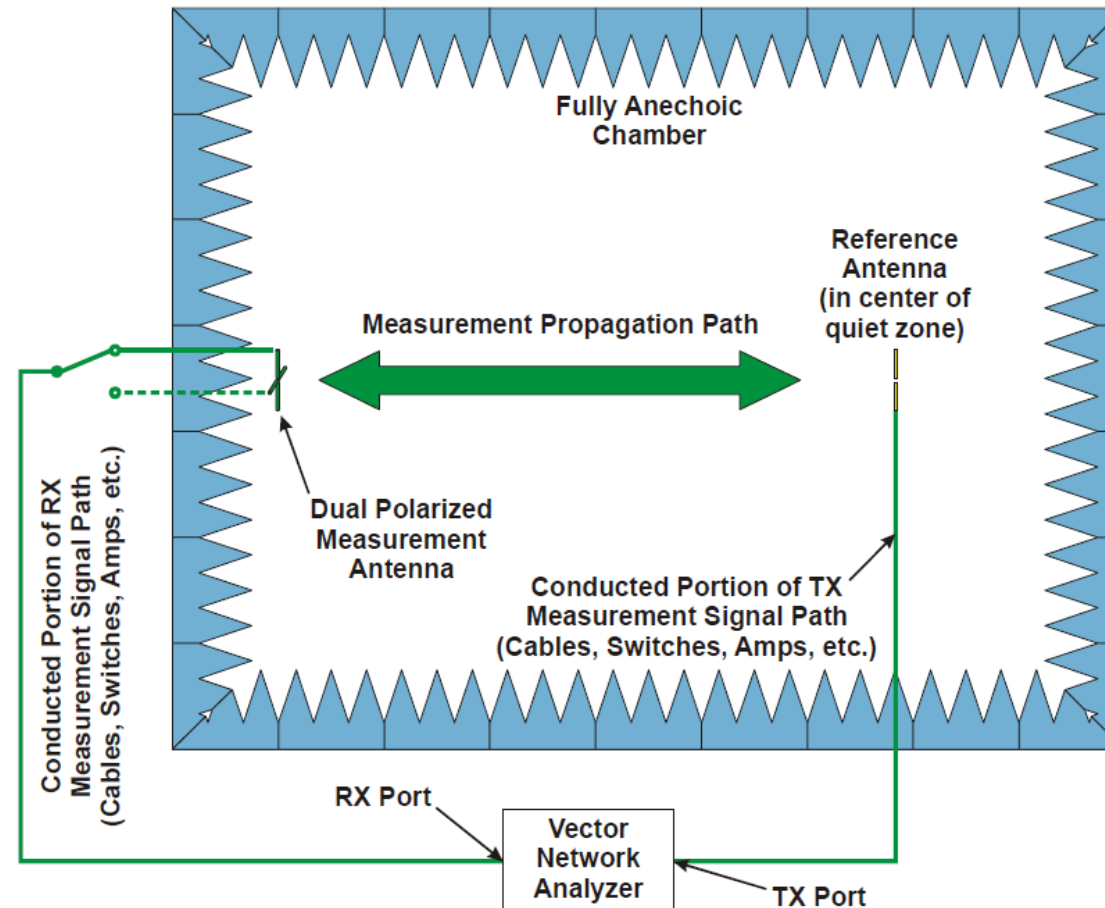 Fully Anechoic
Chamber
Reference
Antenna
(in center of
quiet zone)
Measurement Propagation Path
Dual Polarized
Measurement
Antenna
Conducted Portion of TX
Measurement Signal Path
(Cables, Switches, Amps, etc.)
Conducted Portion of RX
Measurement Signal Path
(Cables, Switches, Amps, etc.)
RX Port
Vector
Network
Analyzer
TX Port